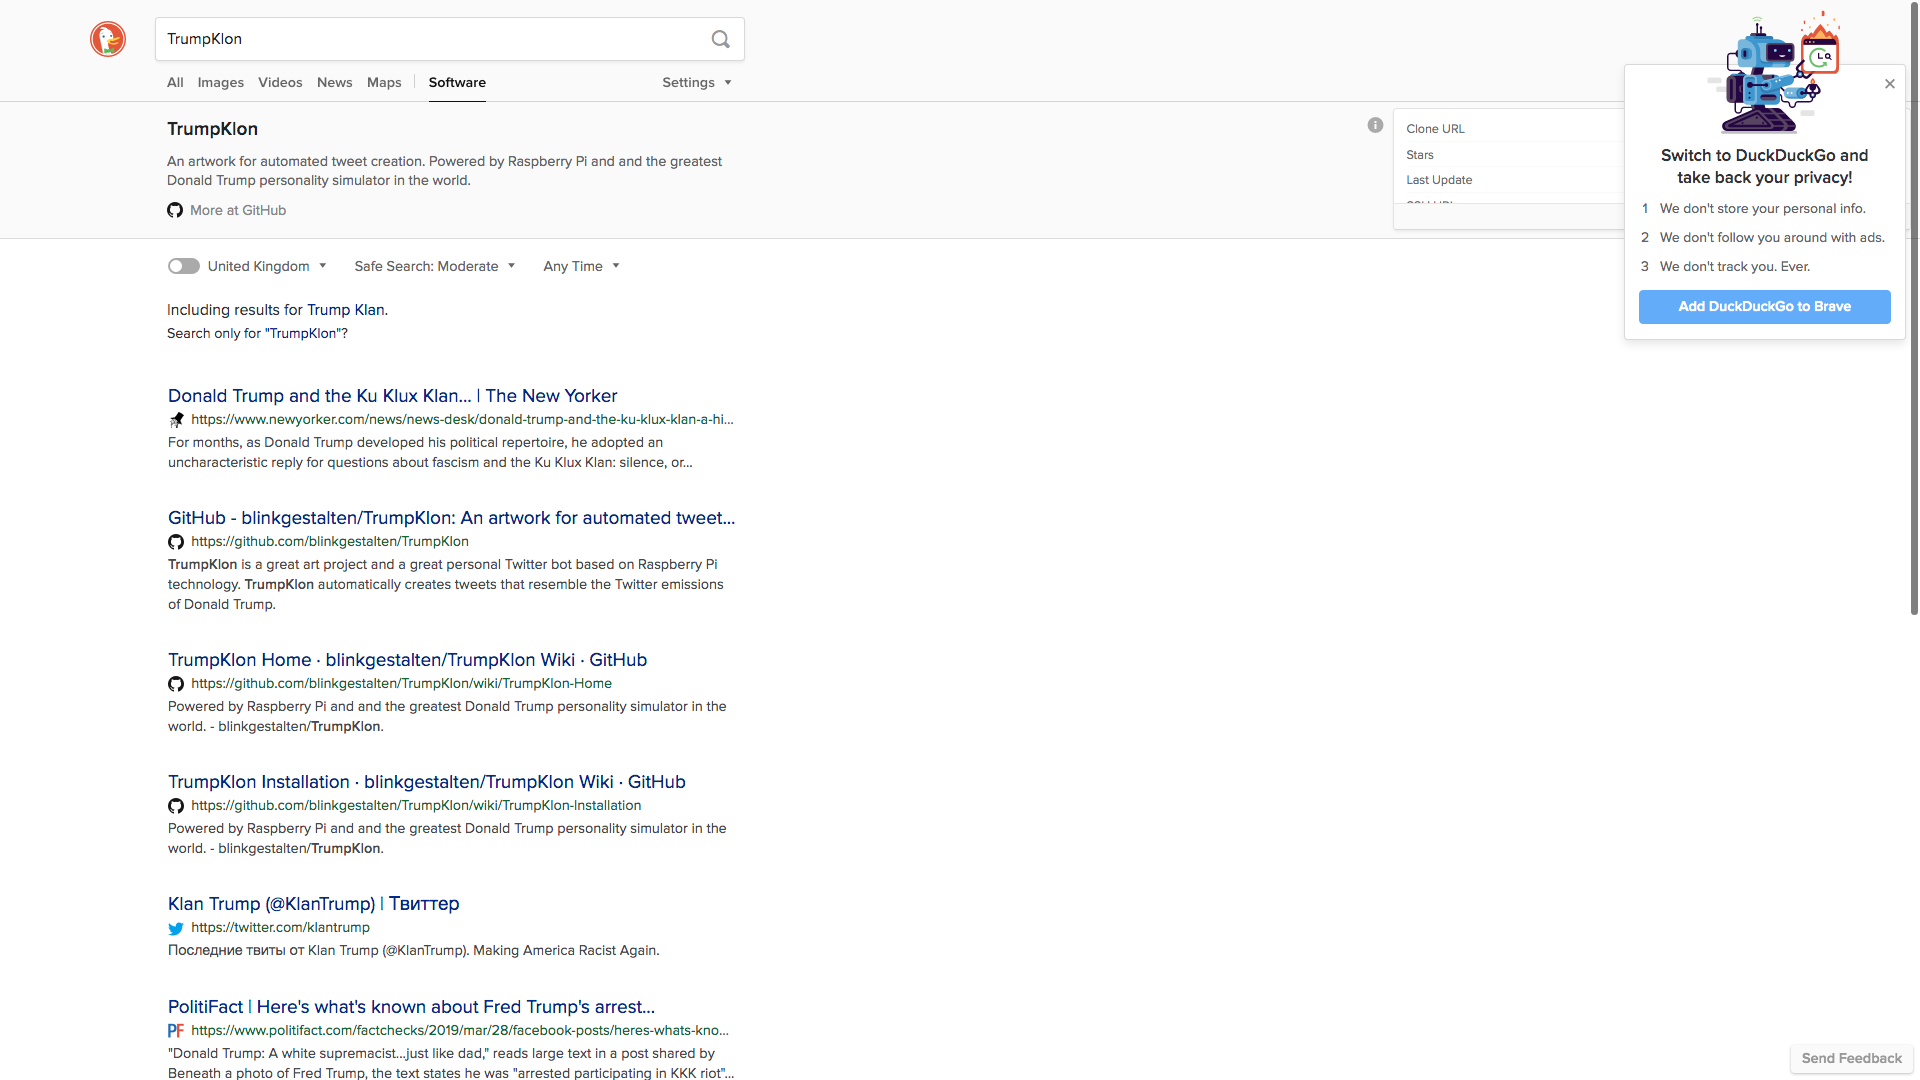 TrumpKlon
All Images Videos News Maps Software Settings
TrumpKlon
An artwork for automated tweet creation. Powered by Raspberry Pi and and the greatest
Donald Trump personality simulator in the world.
More at GitHub
Clone URL
Stars
Last Update
Switch to DuckDuckGo and
take back your privacy!
1 We don't store your personal info.
2 We don't follow you around with ads.
3 We don't track you. Ever.
Add DuckDuckGo to Brave
United Kingdom Safe Search: Moderate Any Time
Including results for Trump Klan.
Search only for "TrumpKlon"?
Donald Trump and the Ku Klux Klan... | The New Yorker
https://www.newyorker.com/news/news-desk/donald-trump-and-the-ku-klux-klan-a-hi...
For months, as Donald Trump developed his political repertoire, he adopted an
uncharacteristic reply for questions about fascism and the Ku Klux Klan: silence, or...
GitHub - blinkgestalten/TrumpKlon: An artwork for automated tweet...
https://github.com/blinkgestalten/TrumpKlon
TrumpKlon is a great art project and a great personal Twitter bot based on Raspberry Pi
technology. TrumpKlon automatically creates tweets that resemble the Twitter emissions
of Donald Trump.
TrumpKlon Home · blinkgestalten/TrumpKlon Wiki · GitHub
https://github.com/blinkgestalten/TrumpKlon/wiki/TrumpKlon-Home
Powered by Raspberry Pi and and the greatest Donald Trump personality simulator in the
world. - blinkgestalten/TrumpKlon.
TrumpKlon Installation · blinkgestalten/TrumpKlon Wiki · GitHub
https://github.com/blinkgestalten/TrumpKlon/wiki/TrumpKlon-Installation
Powered by Raspberry Pi and and the greatest Donald Trump personality simulator in the
world. - blinkgestalten/TrumpKlon.
Klan Trump (@KlanTrump) | Твиттер
https://twitter.com/klantrump
Последние твиты от Klan Trump (@KlanTrump). Making America Racist Again.
PolitiFact | Here's what's known about Fred Trump's arrest...
PF https://www.politifact.com/factchecks/2019/mar/28/facebook-posts/heres-whats-kno...
"Donald Trump: A white supremacist...just like dad," reads large text in a post shared by
Beneath a photo of Fred Trump, the text states he was "arrested participating in KKK riot"...
Send Feedback